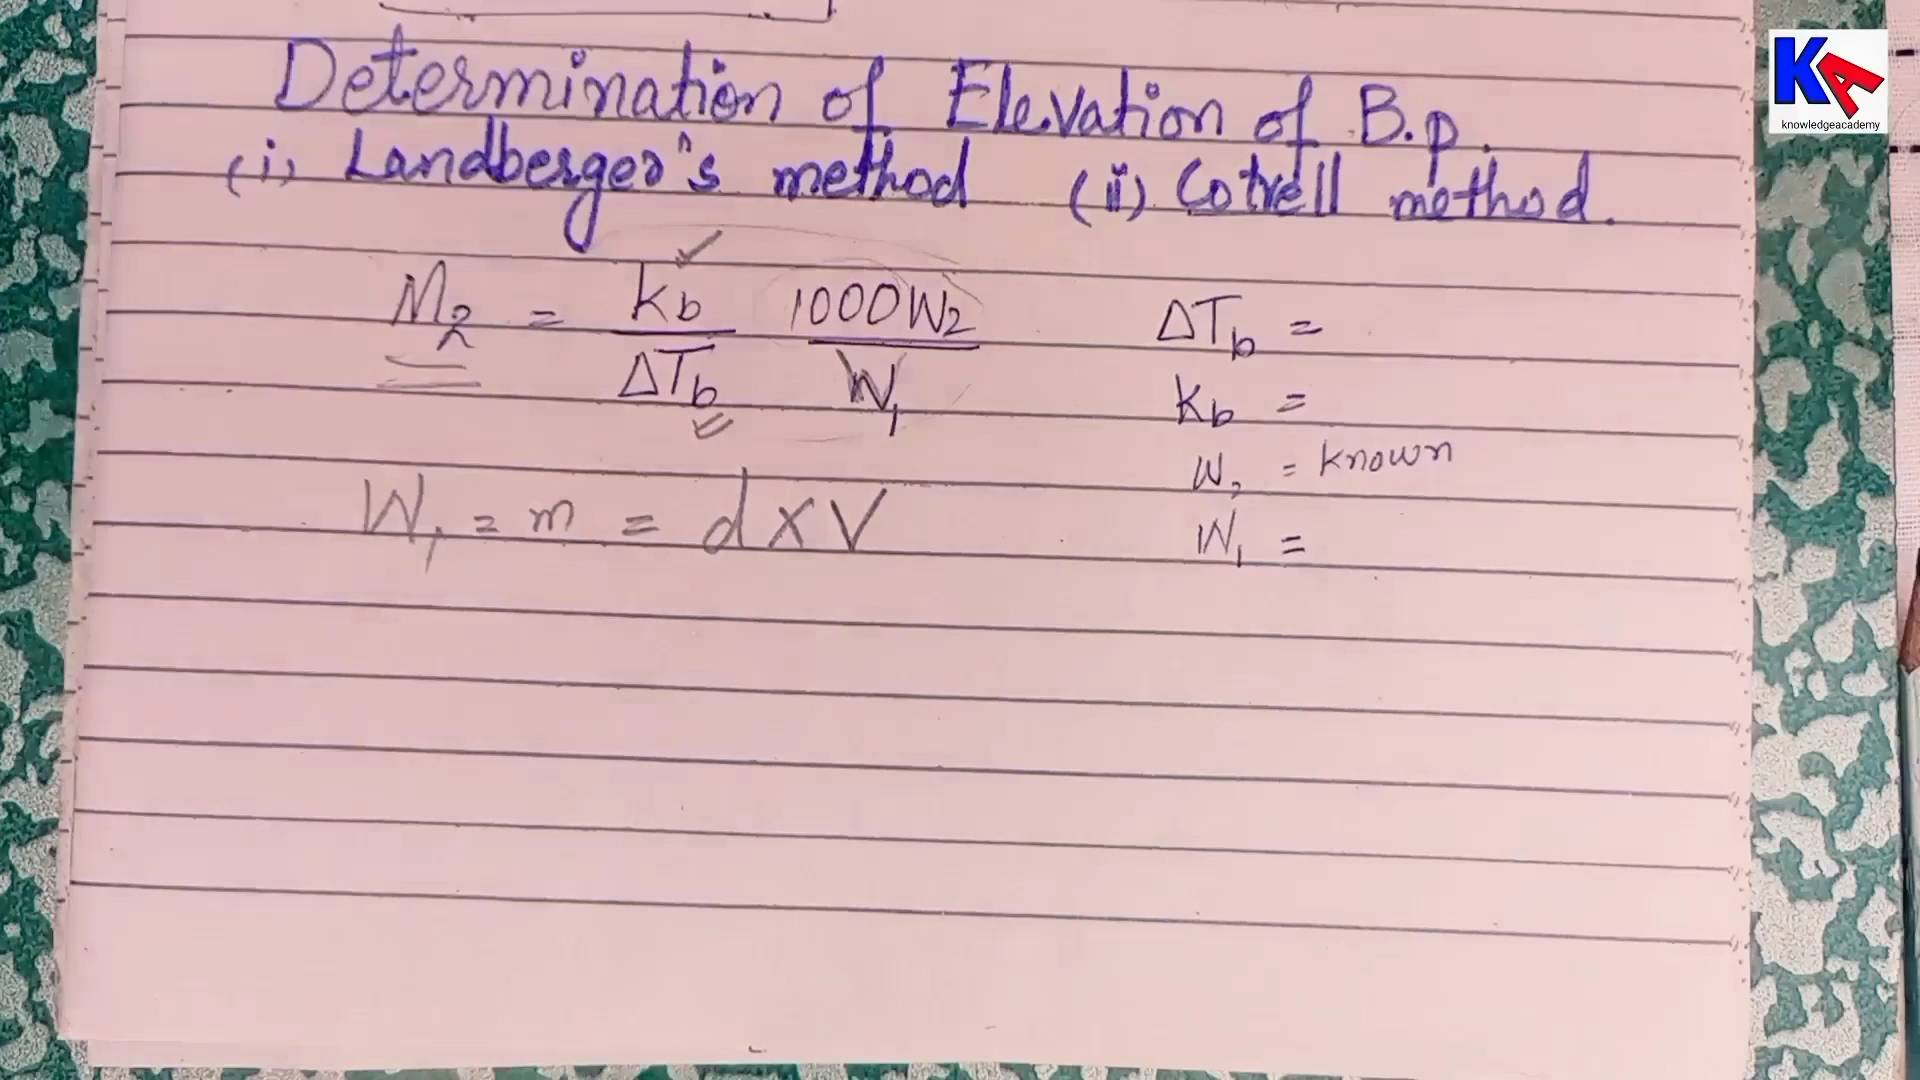 Determination of Elevation of B.p.
(i) Landberger's method (ii) Cotrell method.
M2 = kb/ΔTb 1000W2/W1
ΔTb =
kb =
W2 = known
W1 = m = d x V
W1 =
KA
knowledgeacademy